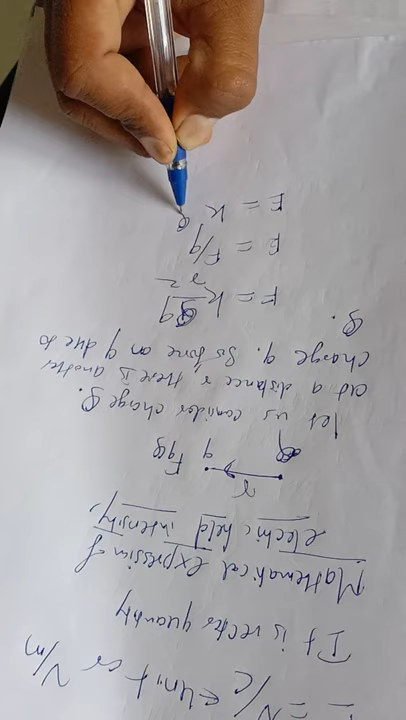 E = N/C unit or V/m
It is vector quantity
Mathematical expression of
electric field intensity,
r
Q q FqQ
let us consider charge Q.
at a distance r there is another
charge q. So force on q due to
Q.
F = k Qq/r²
E = F/q
E = k Q